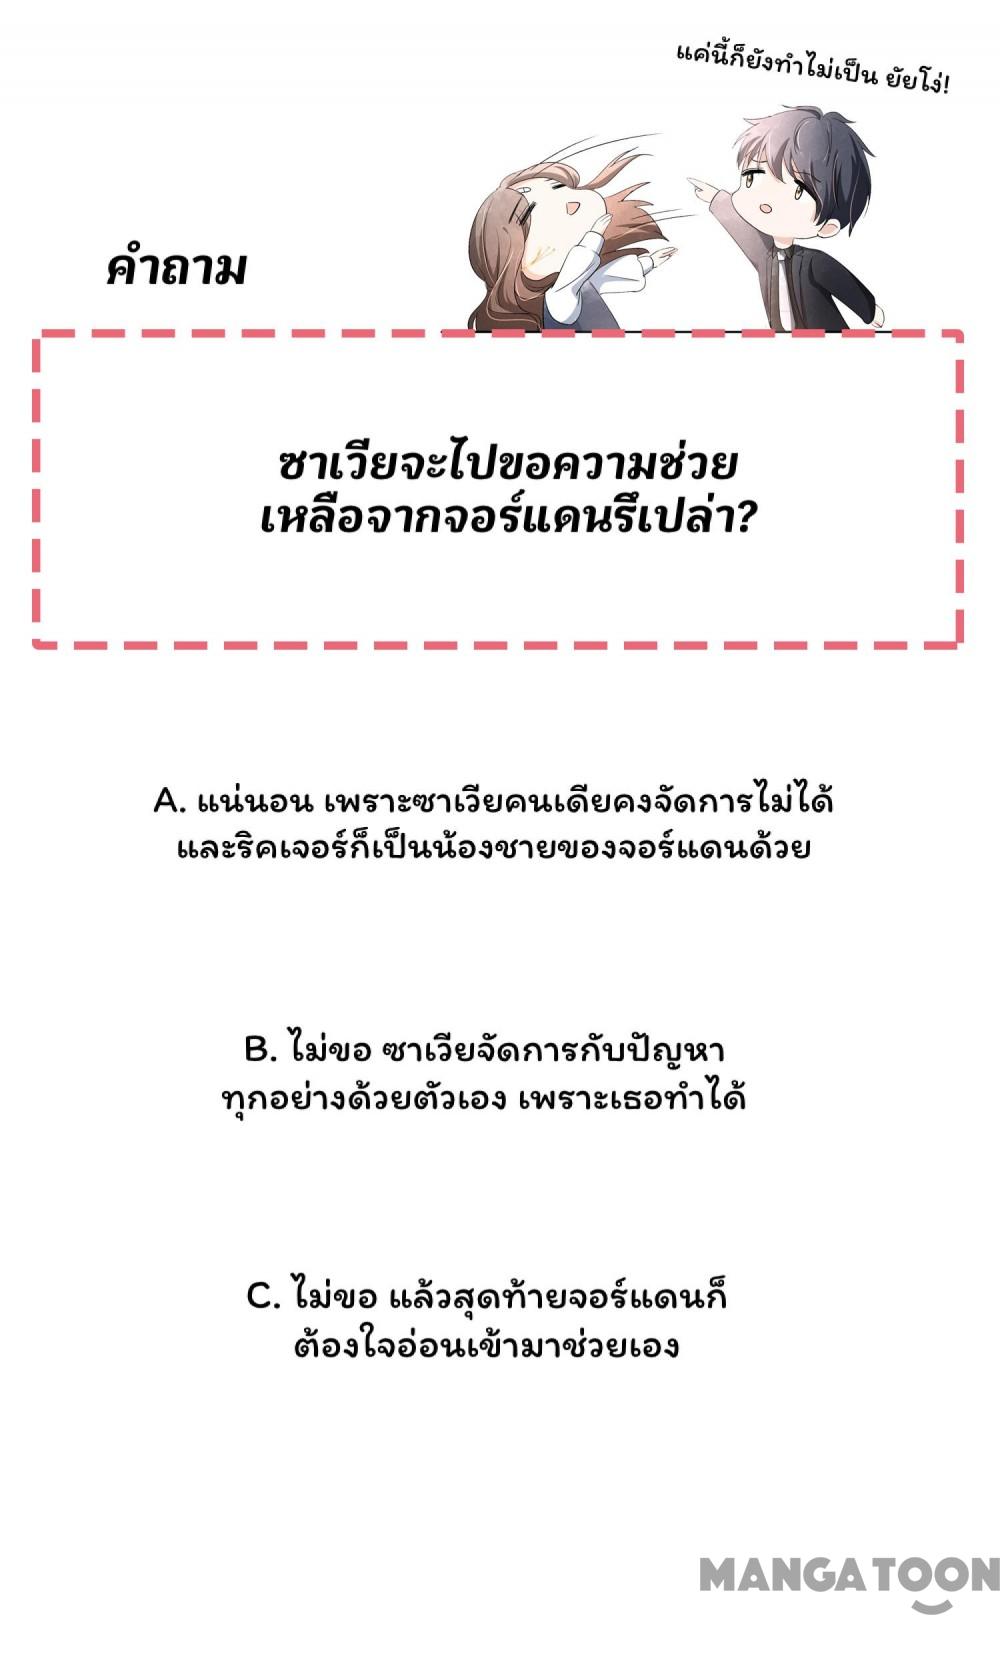 แค่นี้ก็ยังทำไม่เป็น ยัยโง่!
คำถาม
ซาเวียจะไปขอความช่วย
เหลือจากจอร์แดนรึเปล่า?
A. แน่นอน เพราะซาเวียคนเดียคงจัดการไม่ได้
และริคเจอร์ก็เป็นน้องชายของจอร์แดนด้วย
B. ไม่ขอ ซาเวียจัดการกับปัญหา
ทุกอย่างด้วยตัวเอง เพราะเธอทำได้
C. ไม่ขอ แล้วสุดท้ายจอร์แดนก็
ต้องใจอ่อนเข้ามาช่วยเอง
MANGATOON